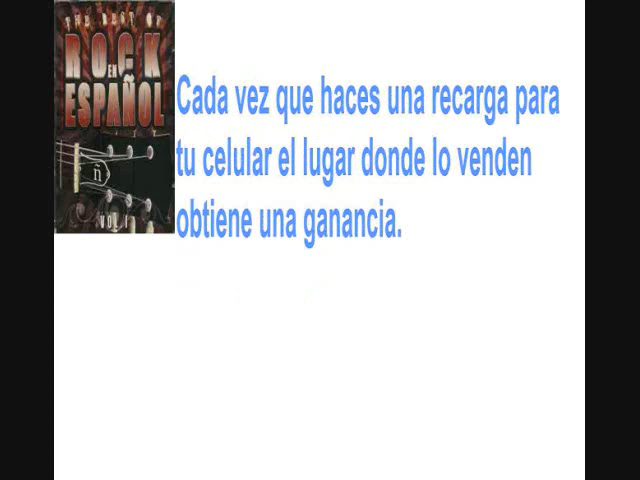 THE BEST OF
ROCK
EN
ESPAÑOL
ñ
VOL. I
Cada vez que haces una recarga para
tu celular el lugar donde lo venden
obtiene una ganancia.